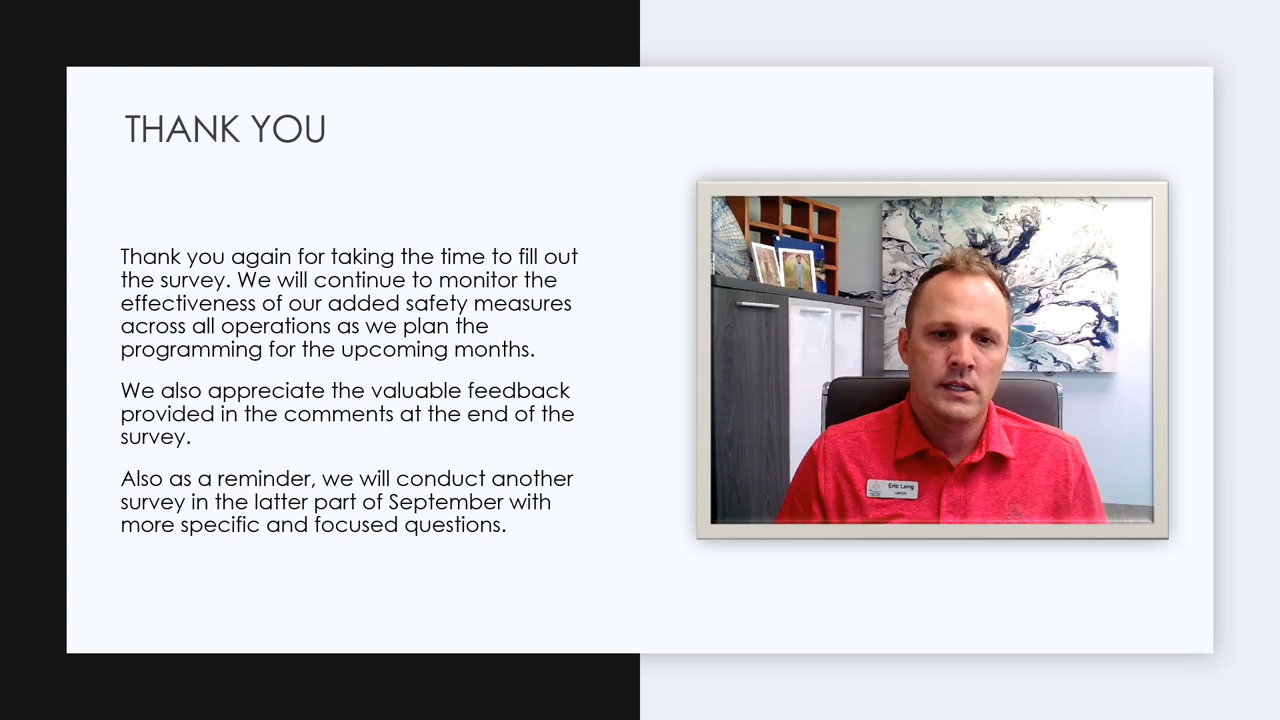 THANK YOU
Thank you again for taking the time to fill out
the survey. We will continue to monitor the
effectiveness of our added safety measures
across all operations as we plan the
programming for the upcoming months.
We also appreciate the valuable feedback
provided in the comments at the end of the
survey.
Also as a reminder, we will conduct another
survey in the latter part of September with
more specific and focused questions.
Eric Long